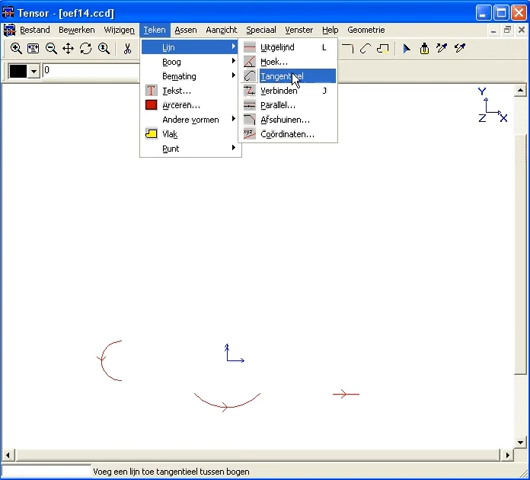 Tensor - [oef14.ccd]
Bestand Bewerken Wijzigen Teken Assen Aanzicht Speciaal Venster Help Geometrie
Lijn
Boog
Bemating
Tekst...
Arceren...
Andere vormen
Vlak
Punt
Uitgelijnd L
Hoek...
Tangentieel
Verbinden J
Parallel...
Afschuinen...
Coördinaten...
0
Y
Z X
Voeg een lijn toe tangentieel tussen bogen